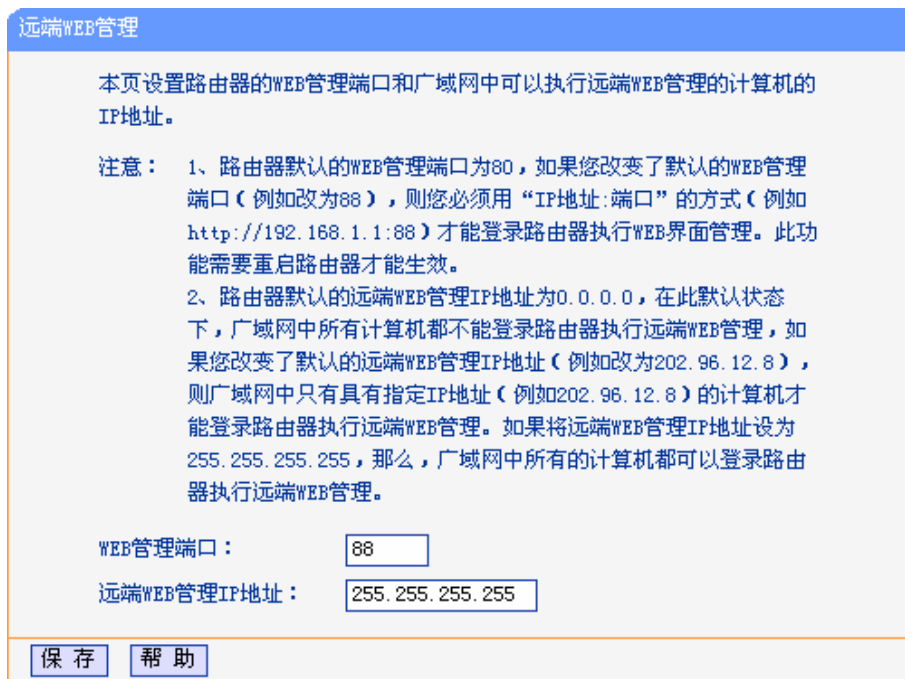 远端WEB管理
本页设置路由器的WEB管理端口和广域网中可以执行远端WEB管理的计算机的
IP地址。
注意： 1、路由器默认的WEB管理端口为80，如果您改变了默认的WEB管理
端口（例如改为88），则您必须用“IP地址:端口”的方式（例如
http://192.168.1.1:88）才能登录路由器执行WEB界面管理。此功
能需要重启路由器才能生效。
2、路由器默认的远端WEB管理IP地址为0.0.0.0，在此默认状态
下，广域网中所有计算机都不能登录路由器执行远端WEB管理，如
果您改变了默认的远端WEB管理IP地址（例如改为202.96.12.8），
则广域网中只有具有指定IP地址（例如202.96.12.8）的计算机才
能登录路由器执行远端WEB管理。如果将远端WEB管理IP地址设为
255.255.255.255，那么，广域网中所有的计算机都可以登录路由
器执行远端WEB管理。
WEB管理端口： 88
远端WEB管理IP地址： 255.255.255.255
保 存 帮 助